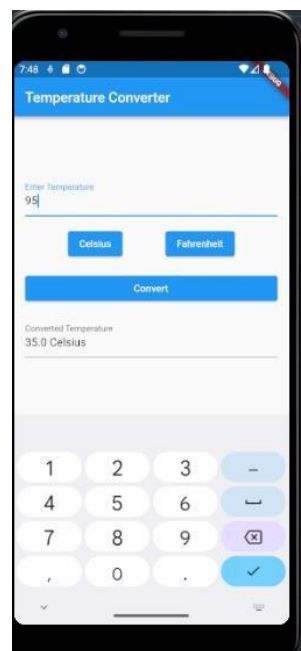 7:48
DEBUG
Temperature Converter
Enter Temperature
95
Celsius Fahrenheit
Convert
Converted Temperature
35.0 Celsius
1 2 3 –
4 5 6
7 8 9
, 0 .